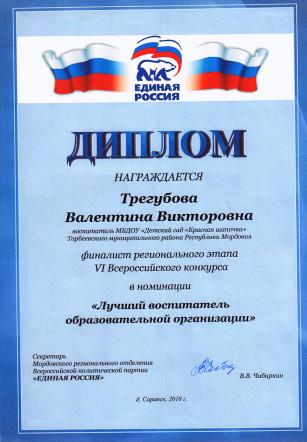 ЕДИНАЯ
РОССИЯ
ДИПЛОМ
НАГРАЖДАЕТСЯ
Трегубова
Валентина Викторовна
воспитатель МБДОУ «Детский сад «Красная шапочка»
Торбеевского муниципального района Республики Мордовия
финалист регионального этапа
VI Всероссийского конкурса
в номинации
«Лучший воспитатель
образовательной организации»
Секретарь
Мордовского регионального отделения
Всероссийской политической партии
«ЕДИНАЯ РОССИЯ»
В.В. Чибиркин
г. Саранск, 2018 г.